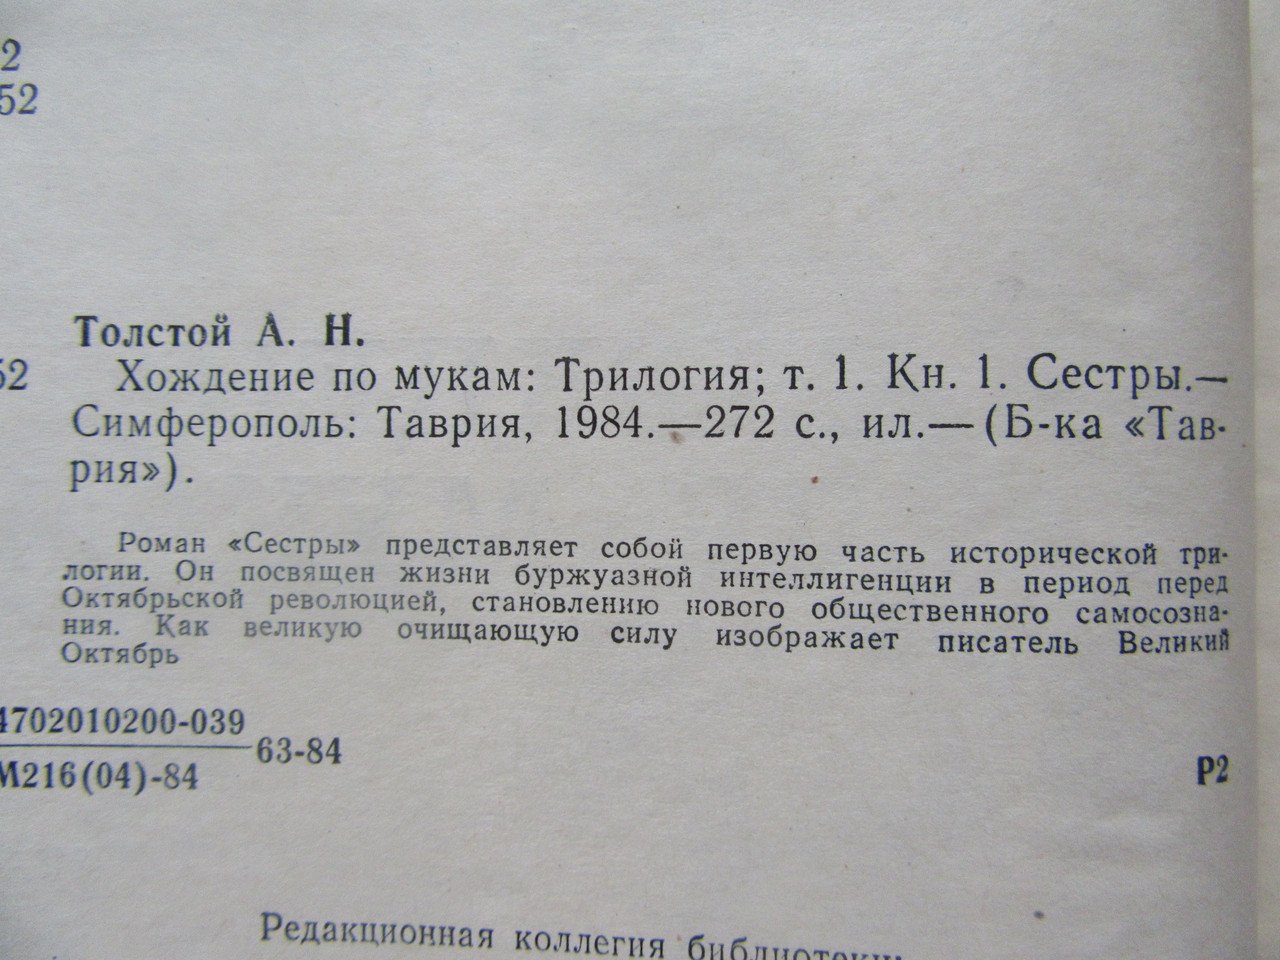 2
52
Толстой А. Н.
52 Хождение по мукам: Трилогия; т. 1. Кн. 1. Сестры.—
Симферополь: Таврия, 1984.—272 с., ил.—(Б-ка «Тав-
рия»).
Роман «Сестры» представляет собой первую часть исторической три-
логии. Он посвящен жизни буржуазной интеллигенции в период перед
Октябрьской революцией, становлению нового общественного самосозна-
ния. Как великую очищающую силу изображает писатель Великий
Октябрь
4702010200-039
63-84
М216(04)-84
Р2
Редакционная коллегия библиотеки